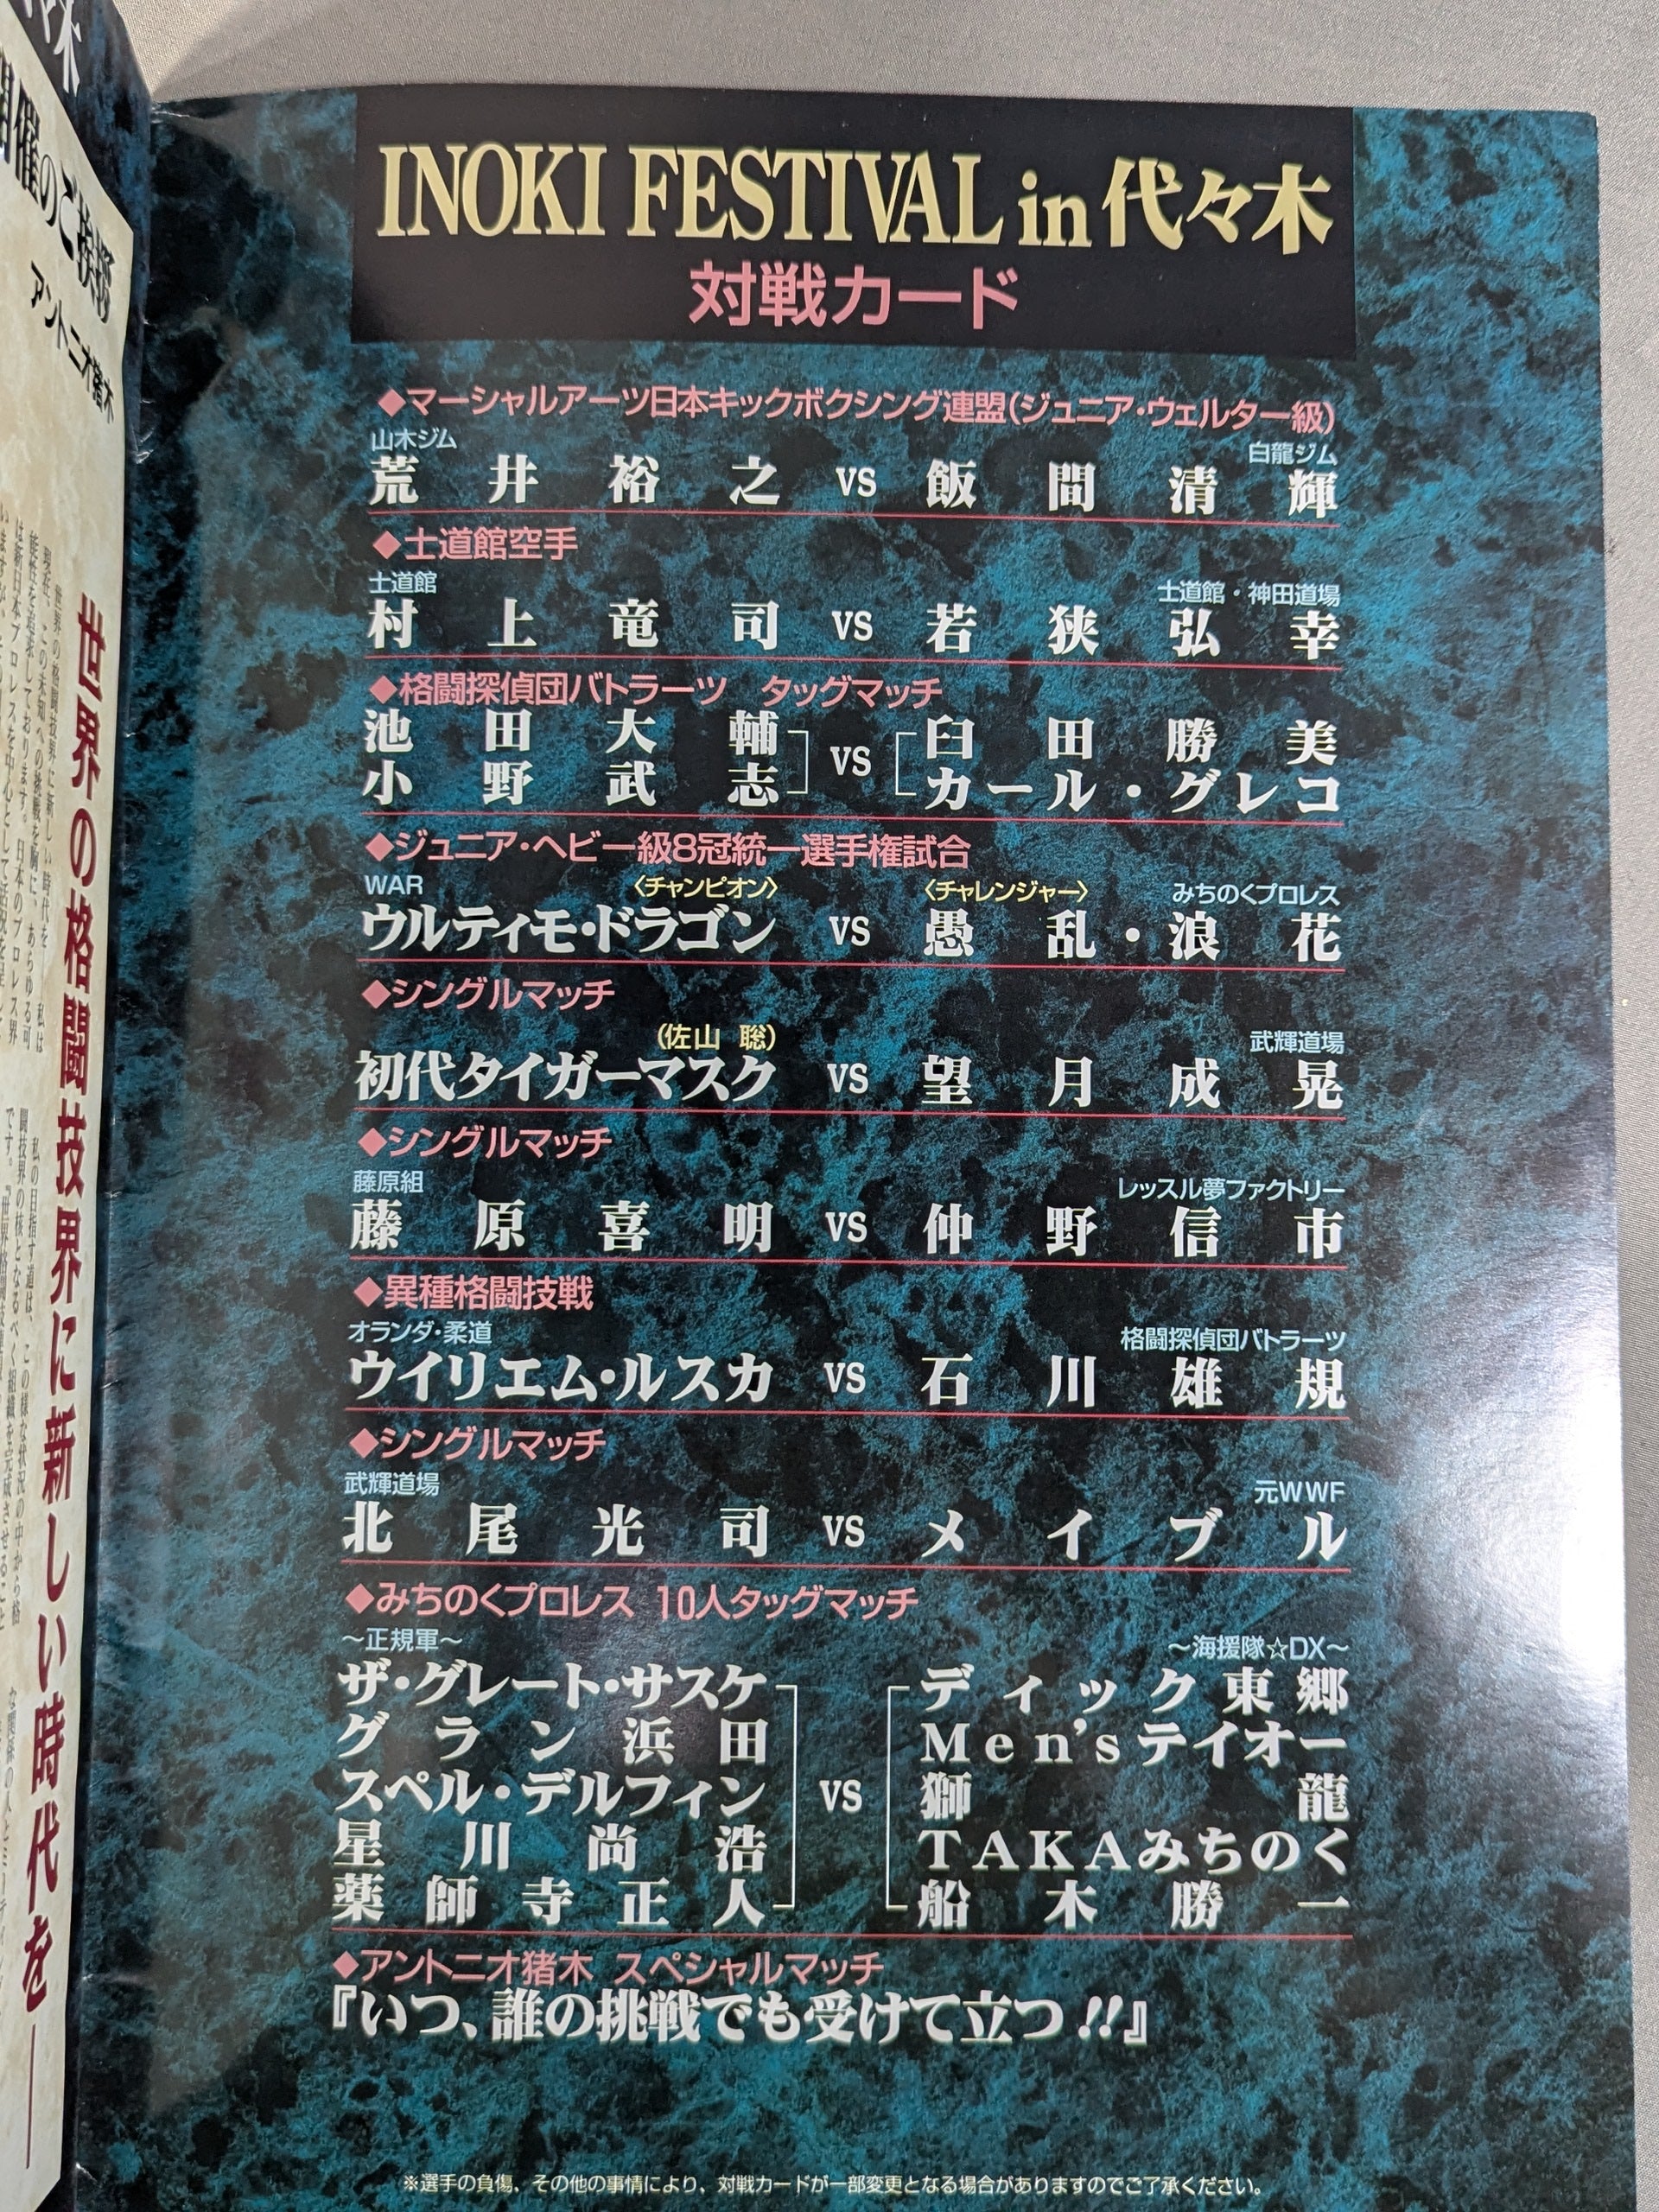 INOKI FESTIVAL in 代々木
対戦カード
◆マーシャルアーツ日本キックボクシング連盟(ジュニア・ウェルター級)
山木ジム 白龍ジム
荒井裕之 VS 飯間清輝
◆士道館空手
士道館 士道館・神田道場
村上竜司 VS 若狭弘幸
◆格闘探偵団バトラーツ タッグマッチ
池田大輔 臼田勝美
VS
小野武志 カール・グレコ
◆ジュニア・ヘビー級8冠統一選手権試合
WAR 〈チャンピオン〉 〈チャレンジャー〉 みちのくプロレス
ウルティモ・ドラゴン VS 愚乱・浪花
◆シングルマッチ
(佐山 聡) 武輝道場
初代タイガーマスク VS 望月成晃
◆シングルマッチ
藤原組 レッスル夢ファクトリー
藤原喜明 VS 仲野信市
◆異種格闘技戦
オランダ・柔道 格闘探偵団バトラーツ
ウイリエム・ルスカ VS 石川雄規
◆シングルマッチ
武輝道場 元WWF
北尾光司 VS メイブル
◆みちのくプロレス 10人タッグマッチ
〜正規軍〜 〜海援隊☆DX〜
ザ・グレート・サスケ ディック東郷
グラン浜田 Men'sテイオー
スペル・デルフィン VS 獅龍
星川尚浩 TAKAみちのく
薬師寺正人 船木勝一
◆アントニオ猪木 スペシャルマッチ
『いつ、誰の挑戦でも受けて立つ!!』
※選手の負傷、その他の事情により、対戦カードが一部変更となる場合がありますのでご了承ください。
開催のご挨拶
アントニオ猪木
世界の格闘技界に新しい時代を―